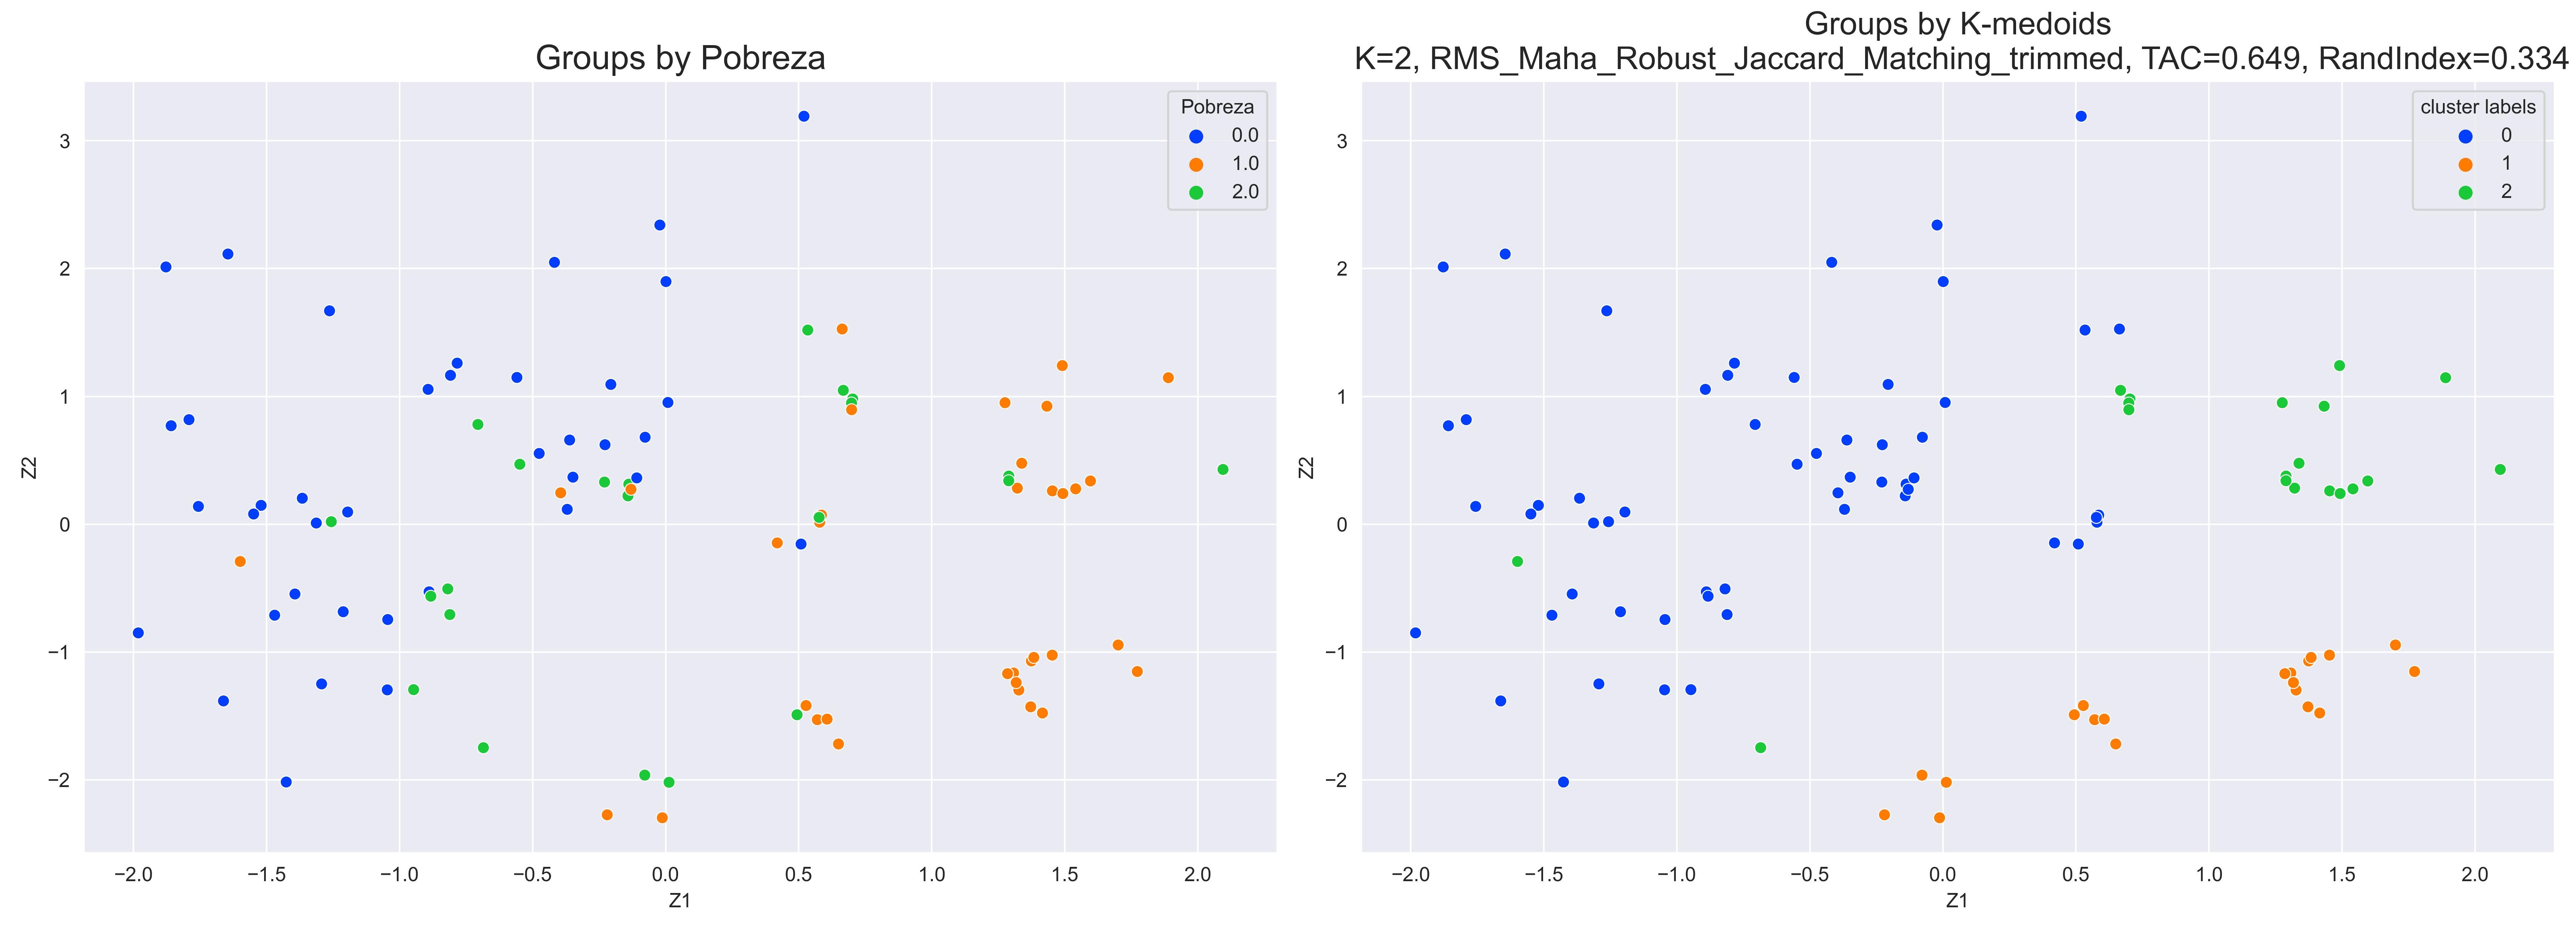 Groups by Pobreza
Pobreza
0.0
1.0
2.0
3
2
1
0
−1
−2
Z2
−2.0 −1.5 −1.0 −0.5 0.0 0.5 1.0 1.5 2.0
Z1
Groups by K-medoids
K=2, RMS_Maha_Robust_Jaccard_Matching_trimmed, TAC=0.649, RandIndex=0.334
cluster labels
0
1
2
3
2
1
0
−1
−2
Z2
−2.0 −1.5 −1.0 −0.5 0.0 0.5 1.0 1.5 2.0
Z1